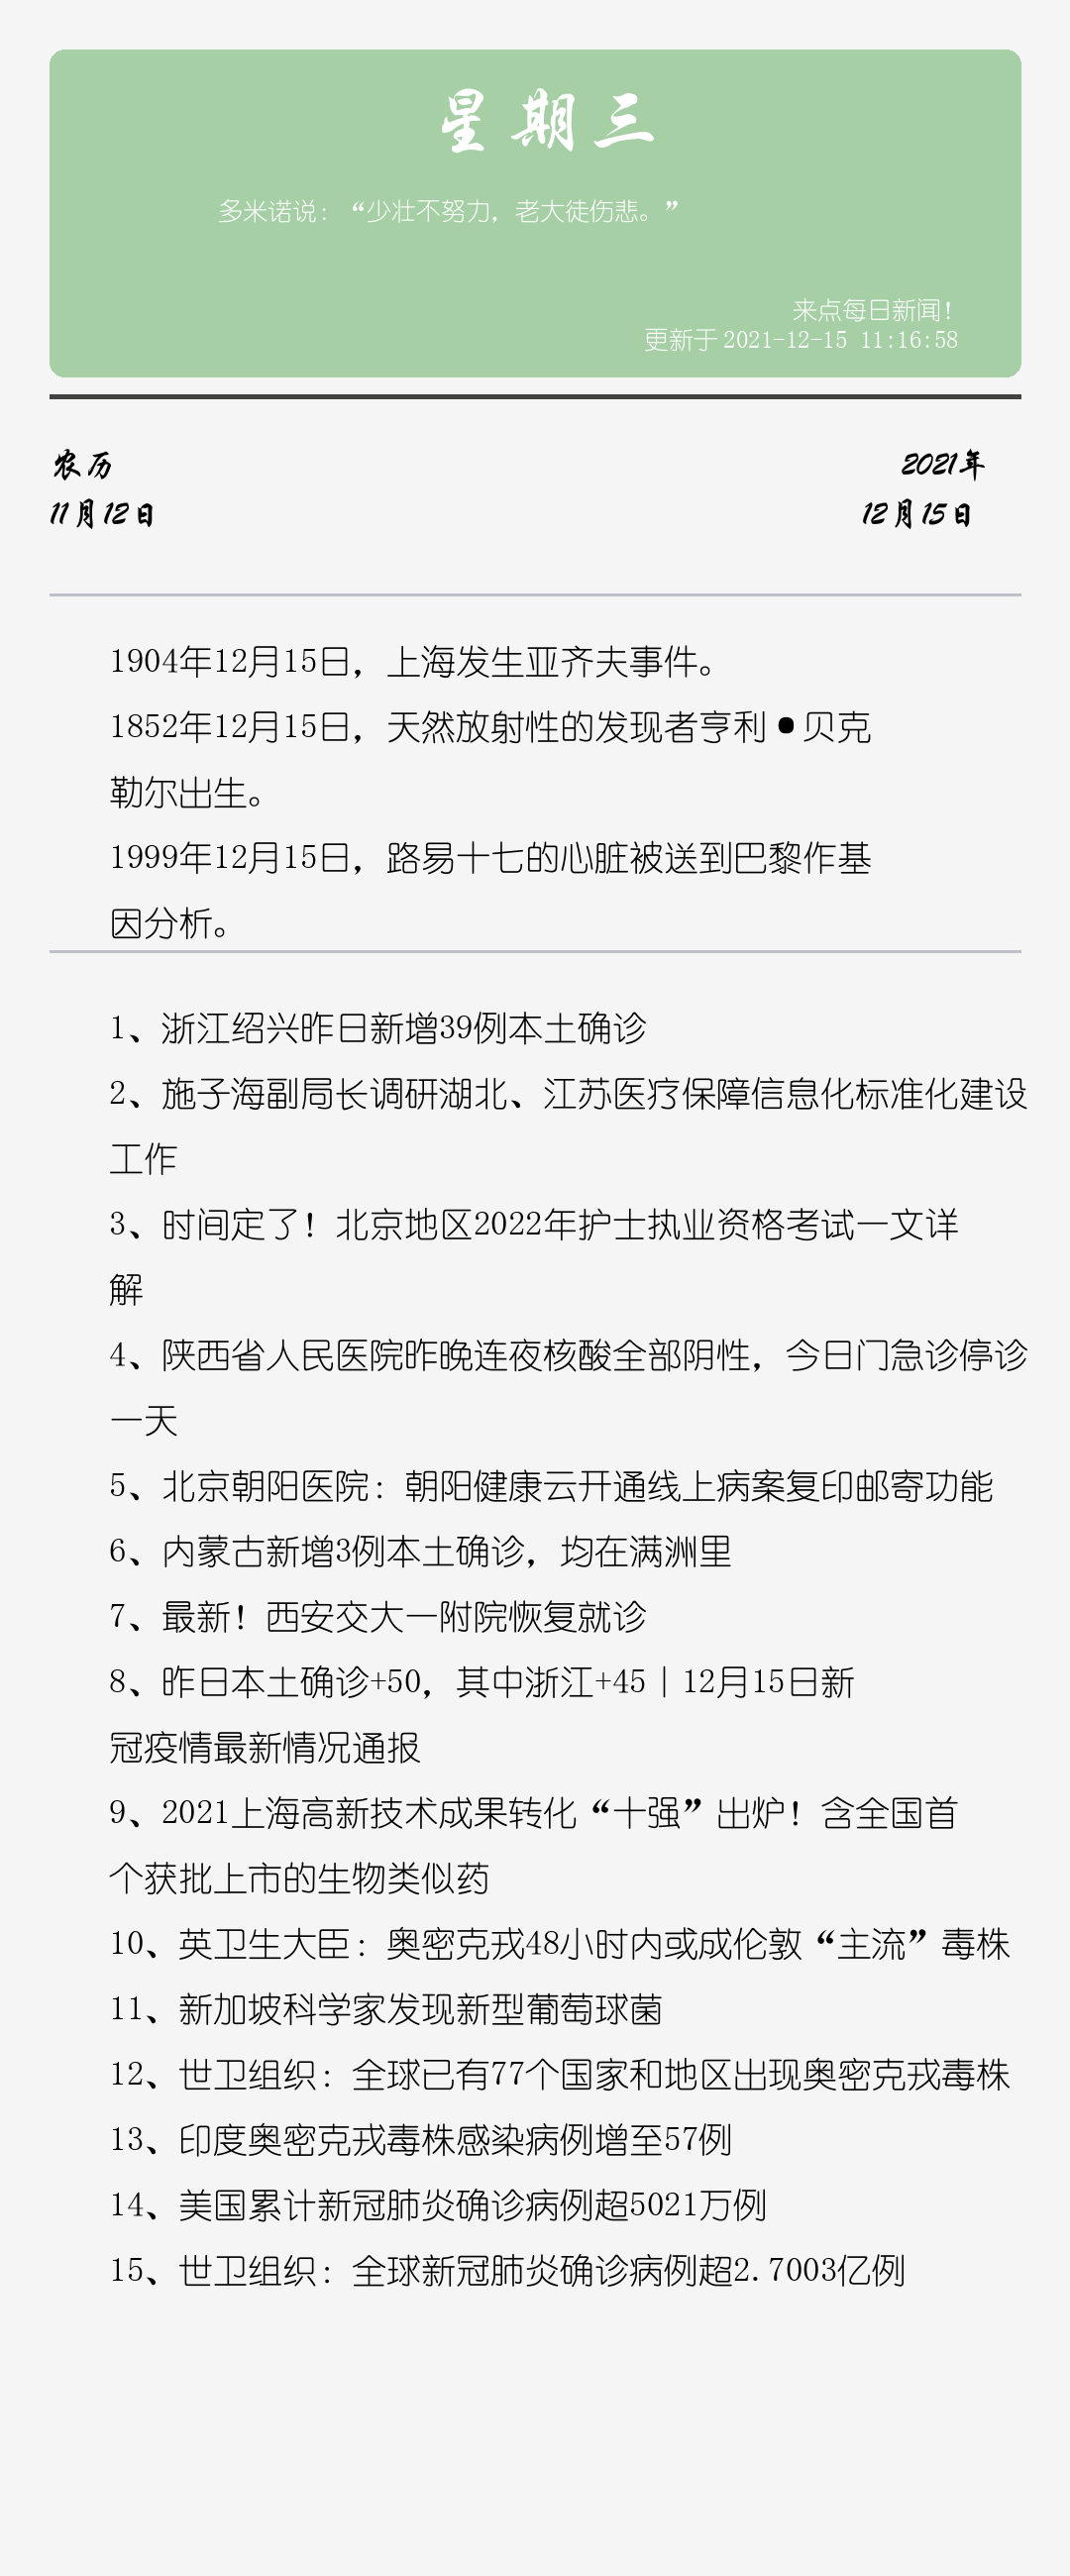 星期三
多米诺说：“少壮不努力，老大徒伤悲。”
来点每日新闻！
更新于 2021-12-15 11:16:58
农历
2021年
11月12日
12月15日
1904年12月15日，上海发生亚齐夫事件。
1852年12月15日，天然放射性的发现者亨利•贝克
勒尔出生。
1999年12月15日，路易十七的心脏被送到巴黎作基
因分析。
1、浙江绍兴昨日新增39例本土确诊
2、施子海副局长调研湖北、江苏医疗保障信息化标准化建设
工作
3、时间定了！北京地区2022年护士执业资格考试一文详
解
4、陕西省人民医院昨晚连夜核酸全部阴性，今日门急诊停诊
一天
5、北京朝阳医院：朝阳健康云开通线上病案复印邮寄功能
6、内蒙古新增3例本土确诊，均在满洲里
7、最新！西安交大一附院恢复就诊
8、昨日本土确诊+50，其中浙江+45丨12月15日新
冠疫情最新情况通报
9、2021上海高新技术成果转化“十强”出炉！含全国首
个获批上市的生物类似药
10、英卫生大臣：奥密克戎48小时内或成伦敦“主流”毒株
11、新加坡科学家发现新型葡萄球菌
12、世卫组织：全球已有77个国家和地区出现奥密克戎毒株
13、印度奥密克戎毒株感染病例增至57例
14、美国累计新冠肺炎确诊病例超5021万例
15、世卫组织：全球新冠肺炎确诊病例超2.7003亿例